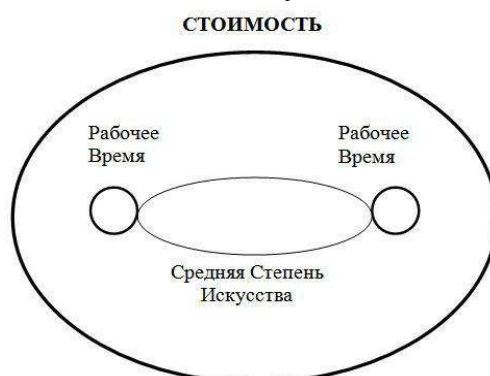 СТОИМОСТЬ
Рабочее
Время
Рабочее
Время
Средняя Степень
Искусства